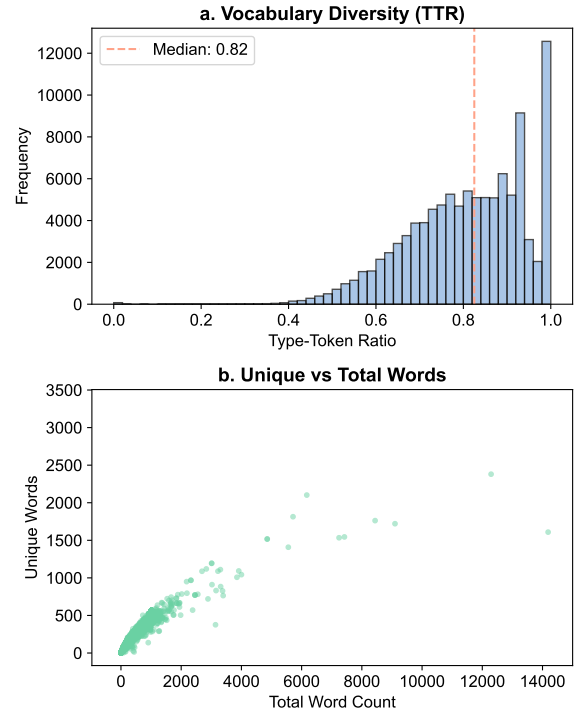 a. Vocabulary Diversity (TTR)
Median: 0.82
Frequency
12000
10000
8000
6000
4000
2000
0
0.0 0.2 0.4 0.6 0.8 1.0
Type-Token Ratio
b. Unique vs Total Words
Unique Words
3500
3000
2500
2000
1500
1000
500
0
0 2000 4000 6000 8000 10000 12000 14000
Total Word Count